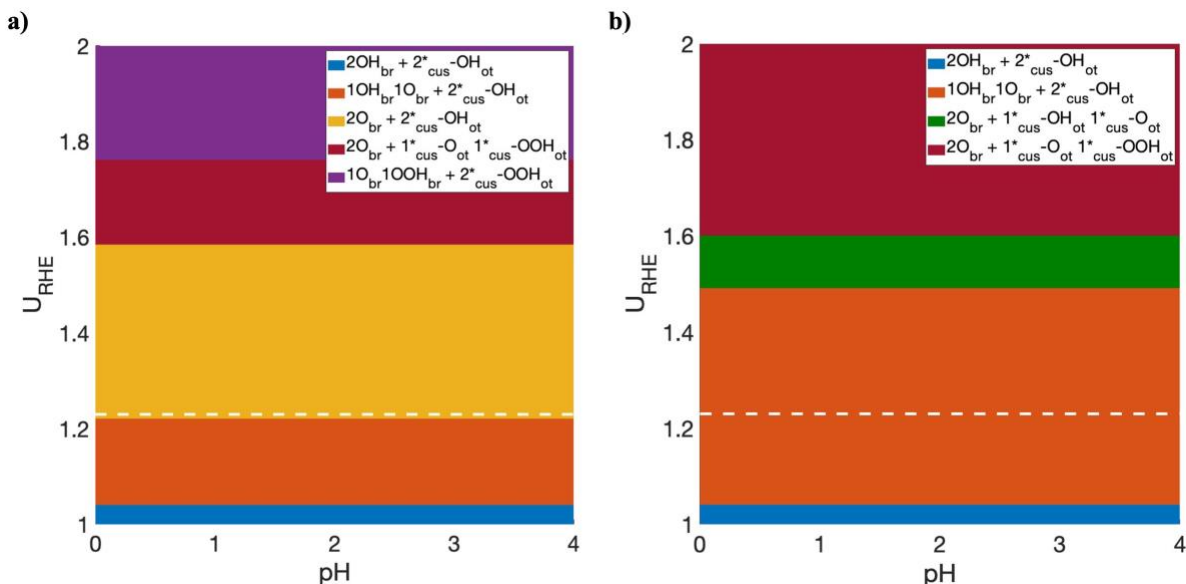 a)
2
1.8
1.6
1.4
1.2
1
U_RHE
0 1 2 3 4
pH
2OH_br + 2*_cus-OH_ot
1OH_br1O_br + 2*_cus-OH_ot
2O_br + 2*_cus-OH_ot
2O_br + 1*_cus-O_ot 1*_cus-OOH_ot
1O_br1OOH_br + 2*_cus-OOH_ot
b)
2
1.8
1.6
1.4
1.2
1
U_RHE
0 1 2 3 4
pH
2OH_br + 2*_cus-OH_ot
1OH_br1O_br + 2*_cus-OH_ot
2O_br + 1*_cus-OH_ot 1*_cus-O_ot
2O_br + 1*_cus-O_ot 1*_cus-OOH_ot